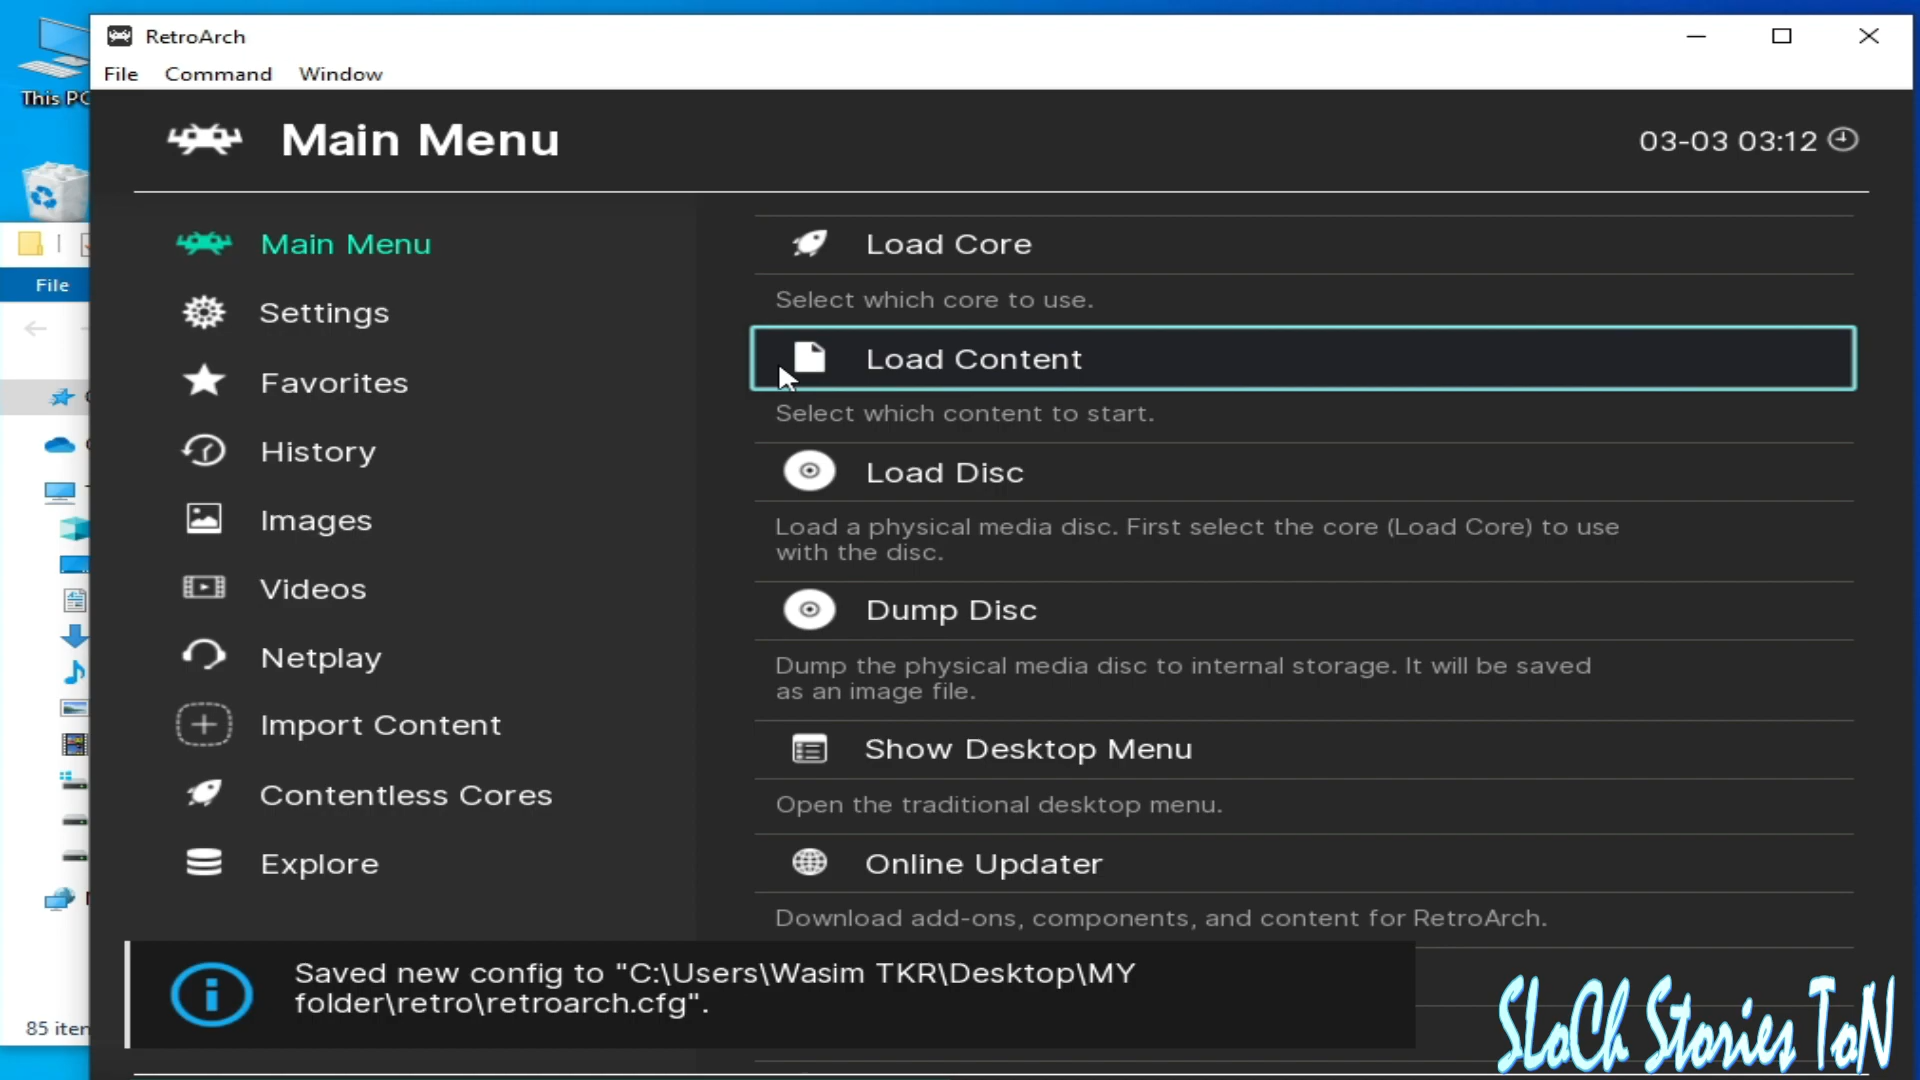 RetroArch
File Command Window
This PC
Main Menu
03-03 03:12
Main Menu
Settings
Favorites
History
Images
Videos
Netplay
Import Content
Contentless Cores
Explore
Load Core
Select which core to use.
Load Content
Select which content to start.
Load Disc
Load a physical media disc. First select the core (Load Core) to use
with the disc.
Dump Disc
Dump the physical media disc to internal storage. It will be saved
as an image file.
Show Desktop Menu
Open the traditional desktop menu.
Online Updater
Download add-ons, components, and content for RetroArch.
File
85 iten
Saved new config to "C:\Users\Wasim TKR\Desktop\MY
folder\retro\retroarch.cfg".
SLoCh Stories ToN